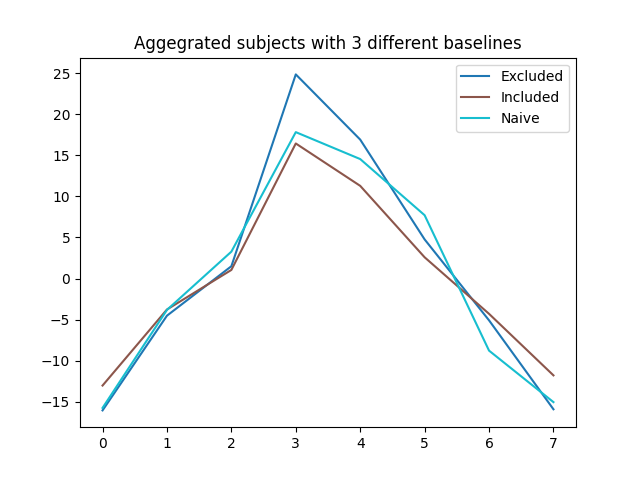 Aggegrated subjects with 3 different baselines
Excluded
Included
Naive
25
20
15
10
5
0
−5
−10
−15
0 1 2 3 4 5 6 7